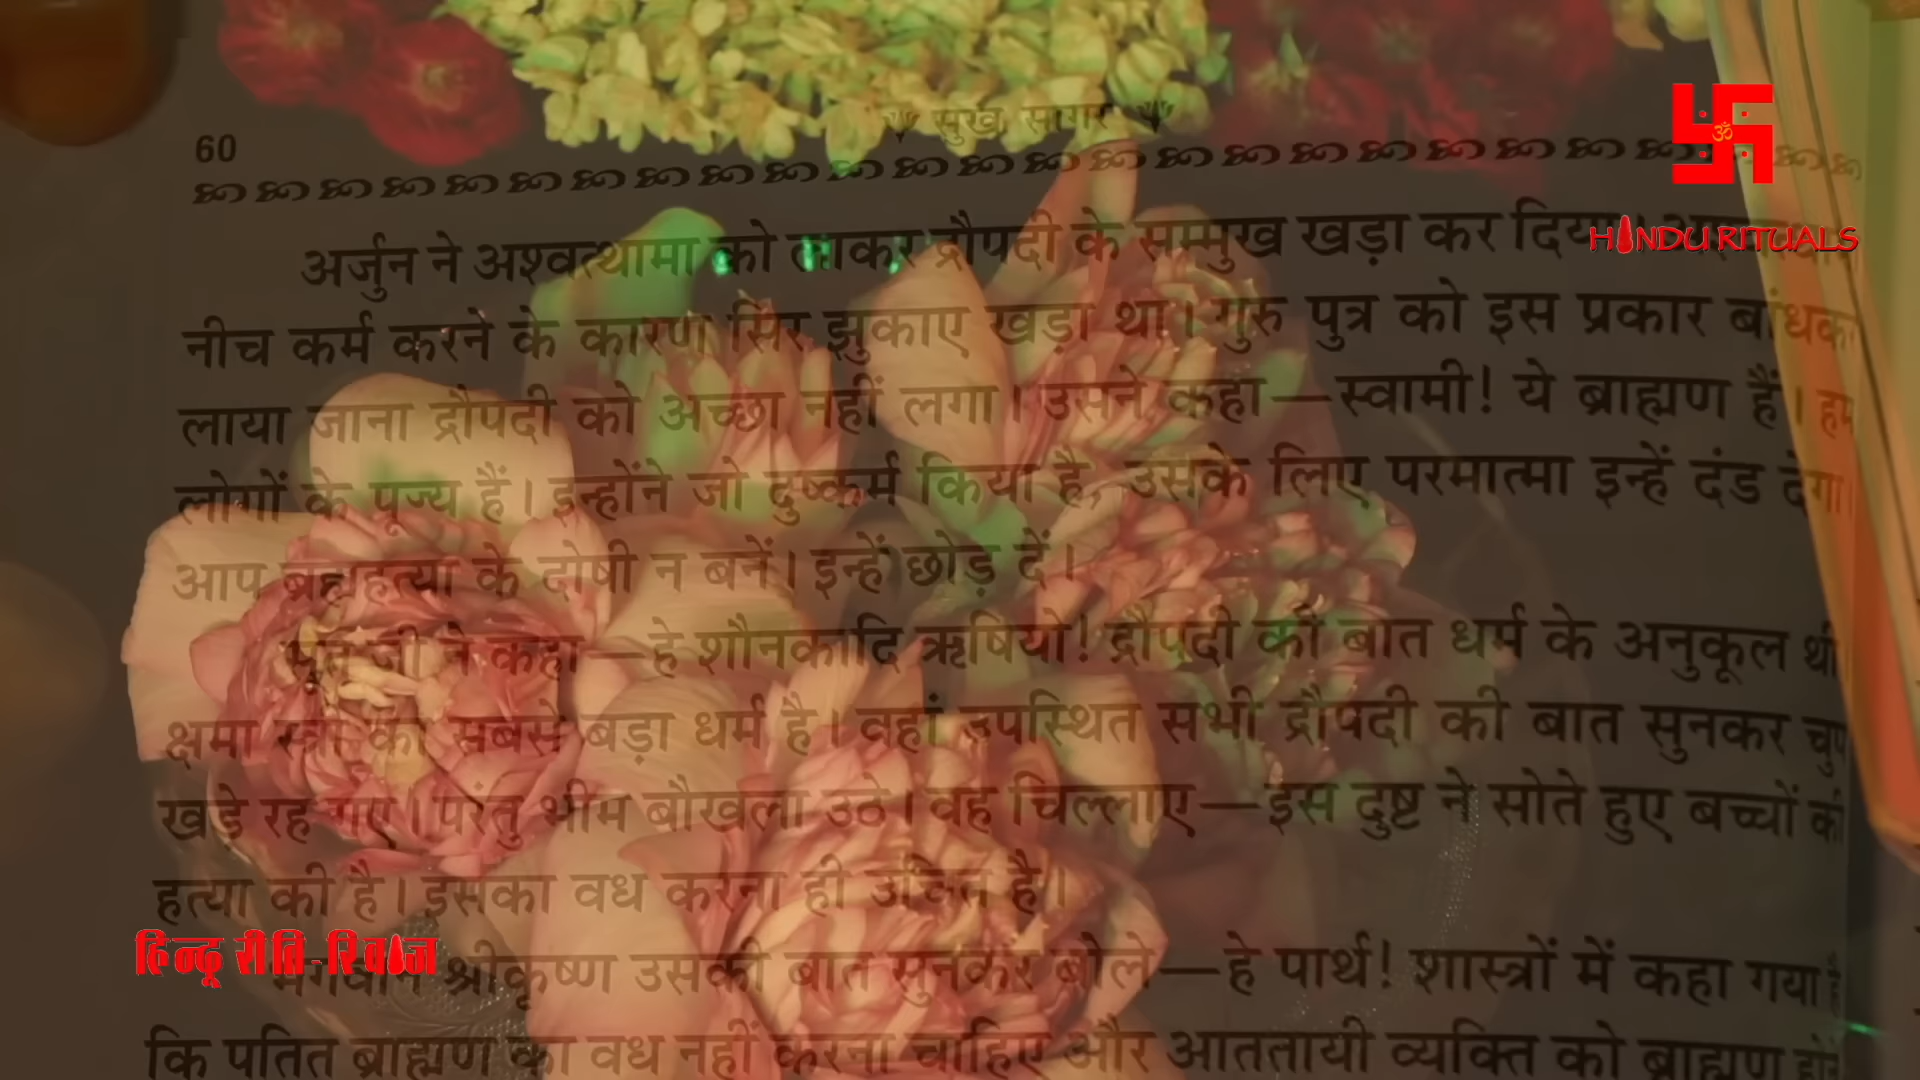 सुख सागर
60
अर्जुन ने अश्वत्थामा को लाकर द्रौपदी के सम्मुख खड़ा कर दिया।
HINDU RITUALS
नीच कर्म करने के कारण सिर झुकाए खड़ा था। गुरु पुत्र को इस प्रकार बांधकर
लाया जाना द्रौपदी को अच्छा नहीं लगा। उसने कहा—स्वामी! ये ब्राह्मण हैं। हम
लोगों के पूज्य हैं। इन्होंने जो दुष्कर्म किया है, उसके लिए परमात्मा इन्हें दंड देगा।
आप ब्रह्महत्या के दोषी न बनें। इन्हें छोड़ दें।
सूत जी ने कहा—हे शौनकादि ऋषियो! द्रौपदी की बात धर्म के अनुकूल थी
क्षमा स्त्री का सबसे बड़ा धर्म है। वहां उपस्थित सभी द्रौपदी की बात सुनकर चुप
खड़े रह गए। परंतु भीम बौखला उठे। वह चिल्लाए—इस दुष्ट ने सोते हुए बच्चों की
हत्या की है। इसका वध करना ही उचित है।
हिन्दू रीति-रिवाज
भगवान श्रीकृष्ण उसकी बात सुनकर बोले—हे पार्थ! शास्त्रों में कहा गया
कि पतित ब्राह्मण का वध नहीं करना चाहिए और आततायी व्यक्ति को ब्राह्मण